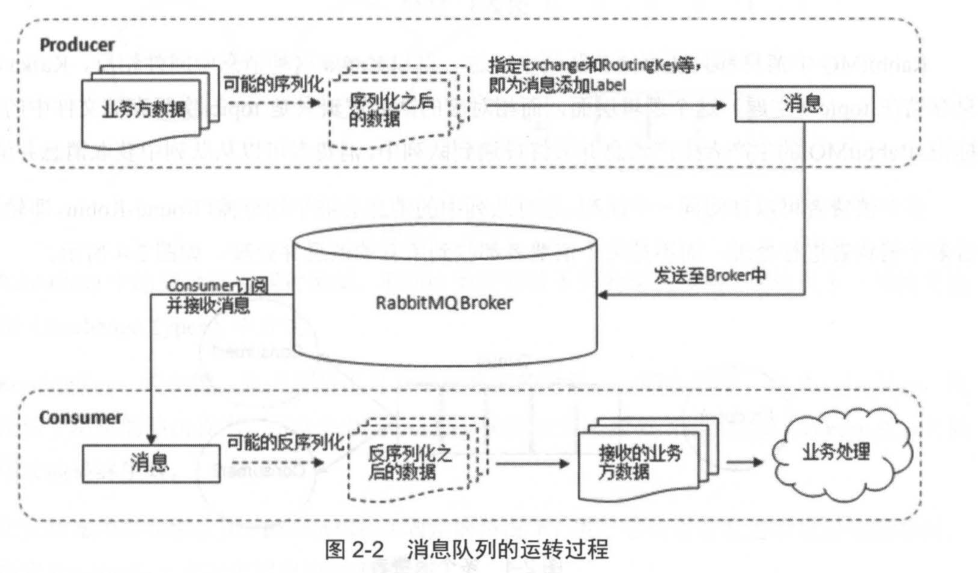 Producer
业务方数据
可能的序列化
序列化之后
的数据
指定Exchange和RoutingKey等，
即为消息添加Label
消息
发送至Broker中
RabbitMQ Broker
Consumer订阅
并接收消息
Consumer
消息
可能的反序列化
反序列化之
后的数据
接收的业务
方数据
业务处理
图 2-2 消息队列的运转过程